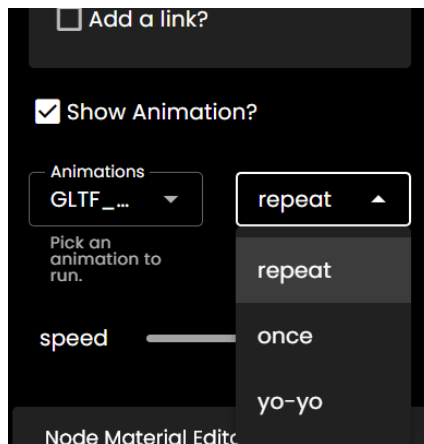 Add a link?
Show Animation?
Animations
GLTF_...
repeat
Pick an
animation to
run.
repeat
speed
once
yo-yo
Node Material Edito